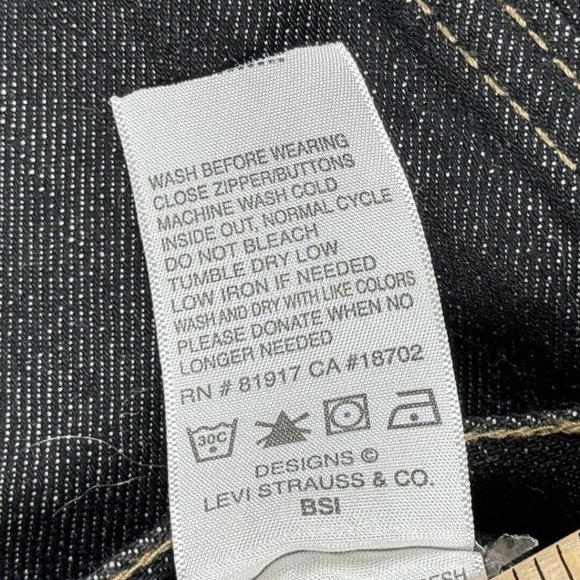 WASH BEFORE WEARING
CLOSE ZIPPER/BUTTONS
MACHINE WASH COLD
INSIDE OUT, NORMAL CYCLE
DO NOT BLEACH
TUMBLE DRY LOW
LOW IRON IF NEEDED
WASH AND DRY WITH LIKE COLORS
PLEASE DONATE WHEN NO
LONGER NEEDED
RN # 81917 CA #18702
30C
DESIGNS ©
LEVI STRAUSS & CO.
BSI